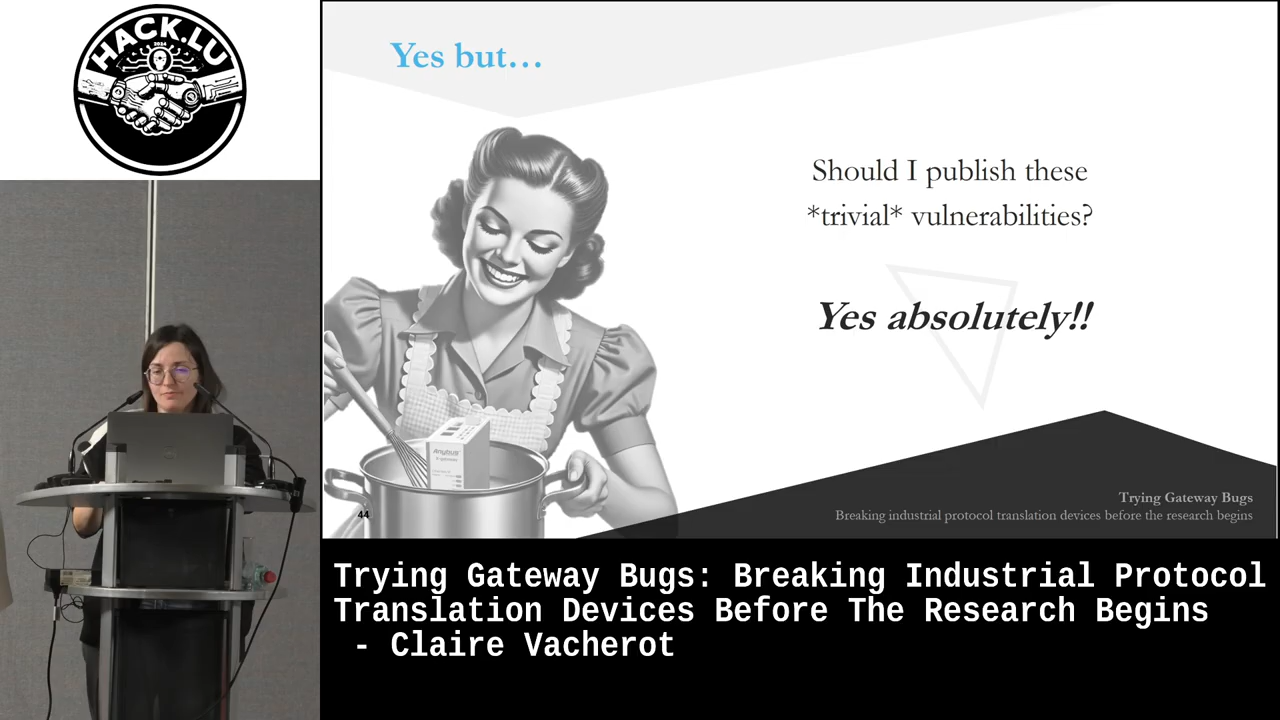 HACK.LU
2024
Yes but...
Should I publish these
*trivial* vulnerabilities?
Yes absolutely!!
Anybus
44
Trying Gateway Bugs
Breaking industrial protocol translation devices before the research begins
Trying Gateway Bugs: Breaking Industrial Protocol
Translation Devices Before The Research Begins
- Claire Vacherot